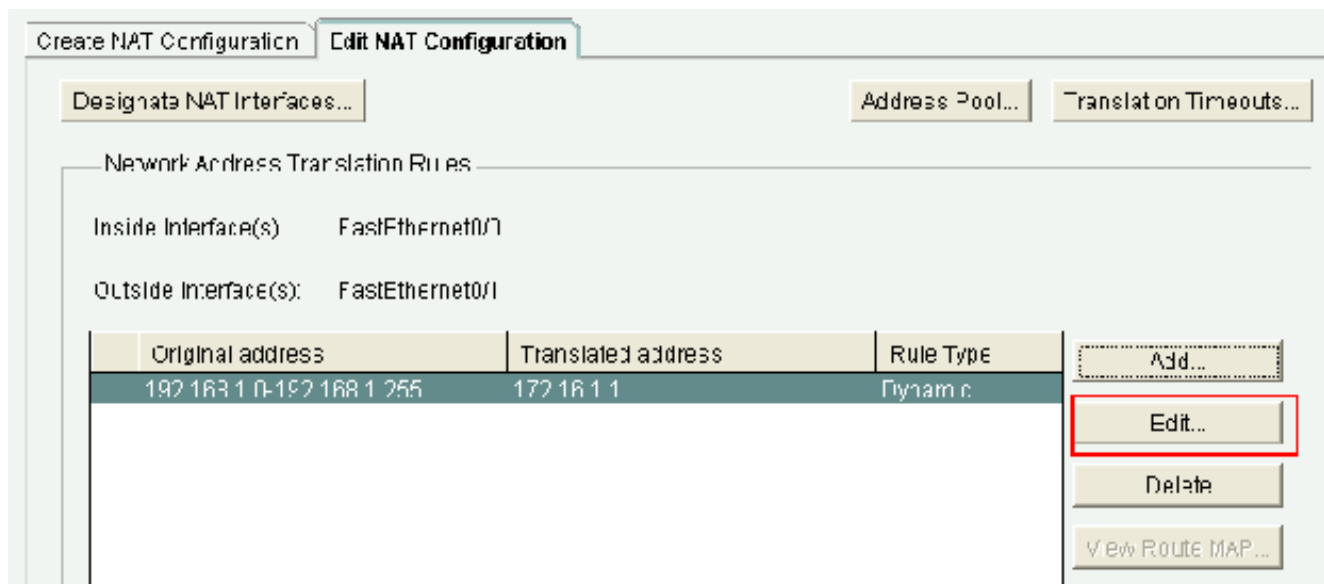 Create NAT Configuration Edit NAT Configuration
Designate NAT Interfaces... Address Pool... Translation Timeouts...
Network Address Translation Rules
Inside Interface(s) FastEthernet0/0
Outside Interface(s): FastEthernet0/1
Original address Translated address Rule Type
192.168.1.0-192.168.1.255 172.16.1.1 Dynamic
Add...
Edit...
Delete
View Route MAP...